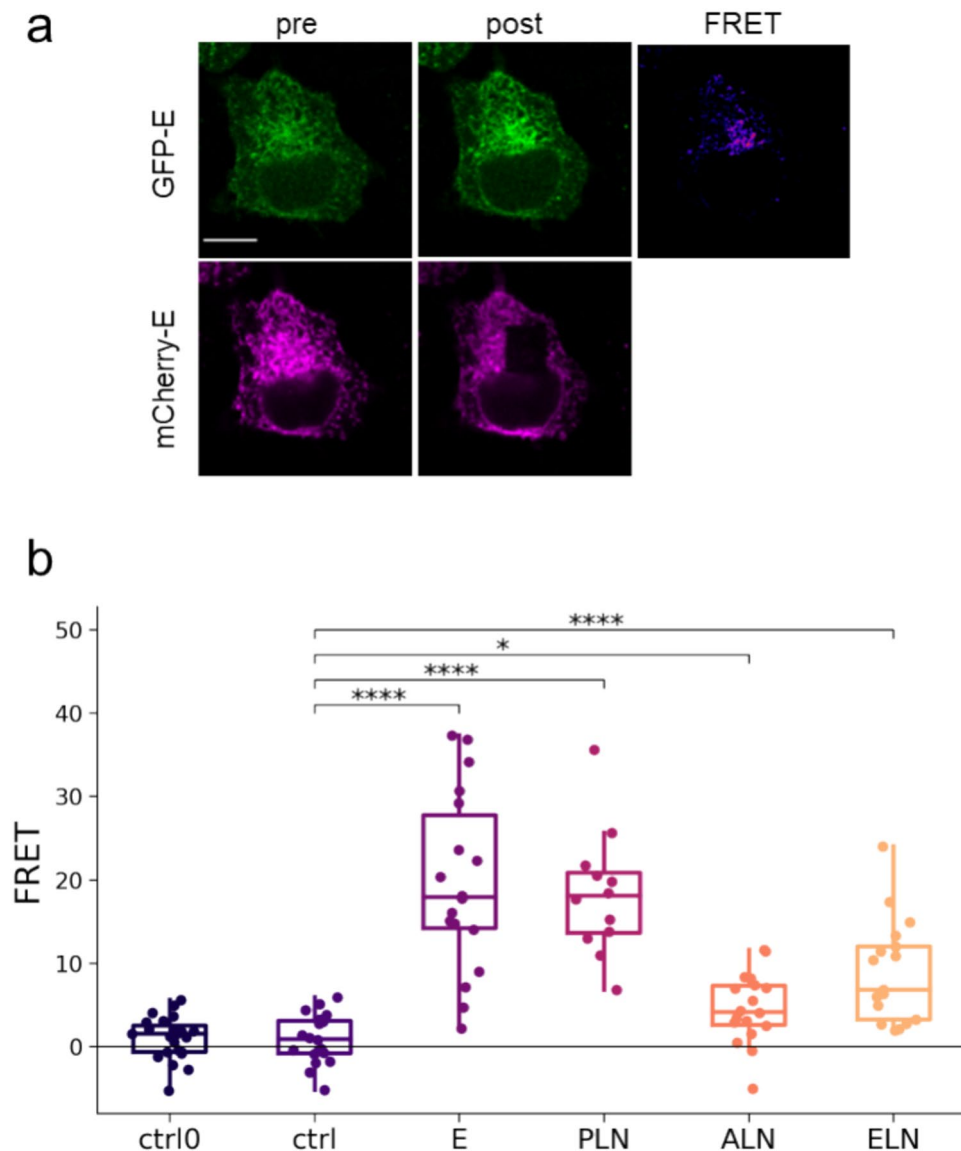 a
pre post FRET
GFP-E
mCherry-E
b
****
*
****
****
50
40
30
20
10
0
FRET
ctrl0 ctrl E PLN ALN ELN